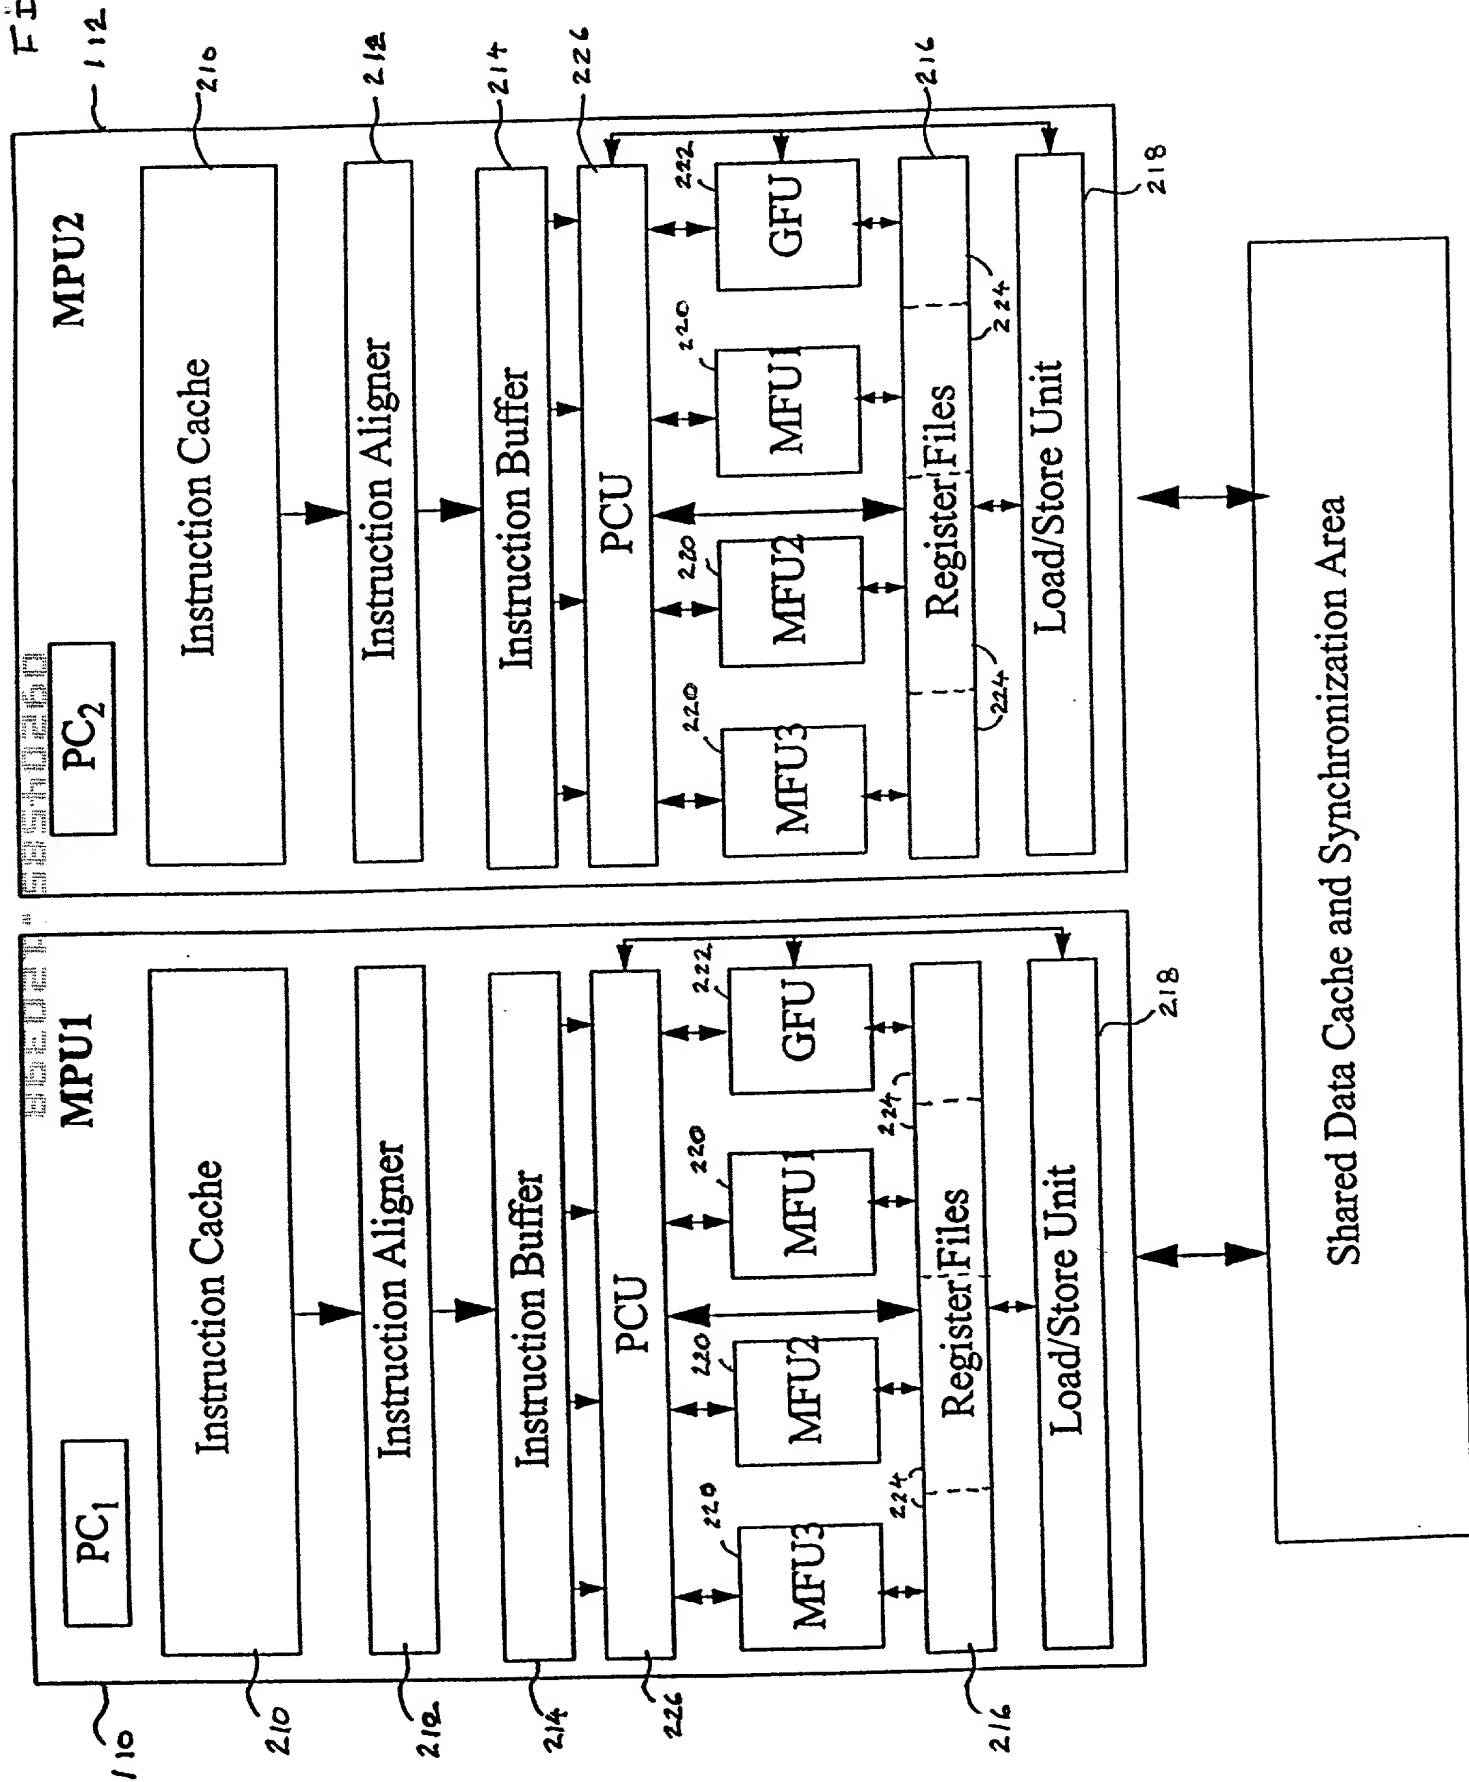 112
MPU1
MPU2
PC1
PC2
110
Instruction Cache
210
Instruction Cache
210
Instruction Aligner
212
Instruction Aligner
212
Instruction Buffer
214
Instruction Buffer
214
PCU
226
PCU
226
220
220
220
222
MFU3
MFU2
MFU1
GFU
220
220
220
222
MFU3
MFU2
MFU1
GFU
224
224
Register Files
216
Register Files
216
224
224
Load/Store Unit
218
Load/Store Unit
218
Shared Data Cache and Synchronization Area